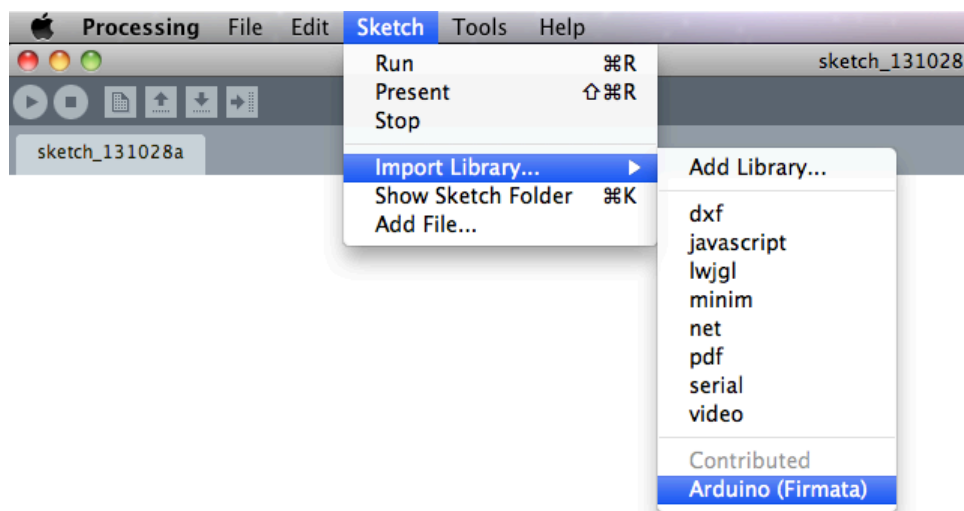 Processing File Edit Sketch Tools Help
sketch_131028
Run ⌘R
Present ⇧⌘R
Stop
sketch_131028a
Import Library... ▶
Show Sketch Folder ⌘K
Add File...
Add Library...
dxf
javascript
lwjgl
minim
net
pdf
serial
video
Contributed
Arduino (Firmata)